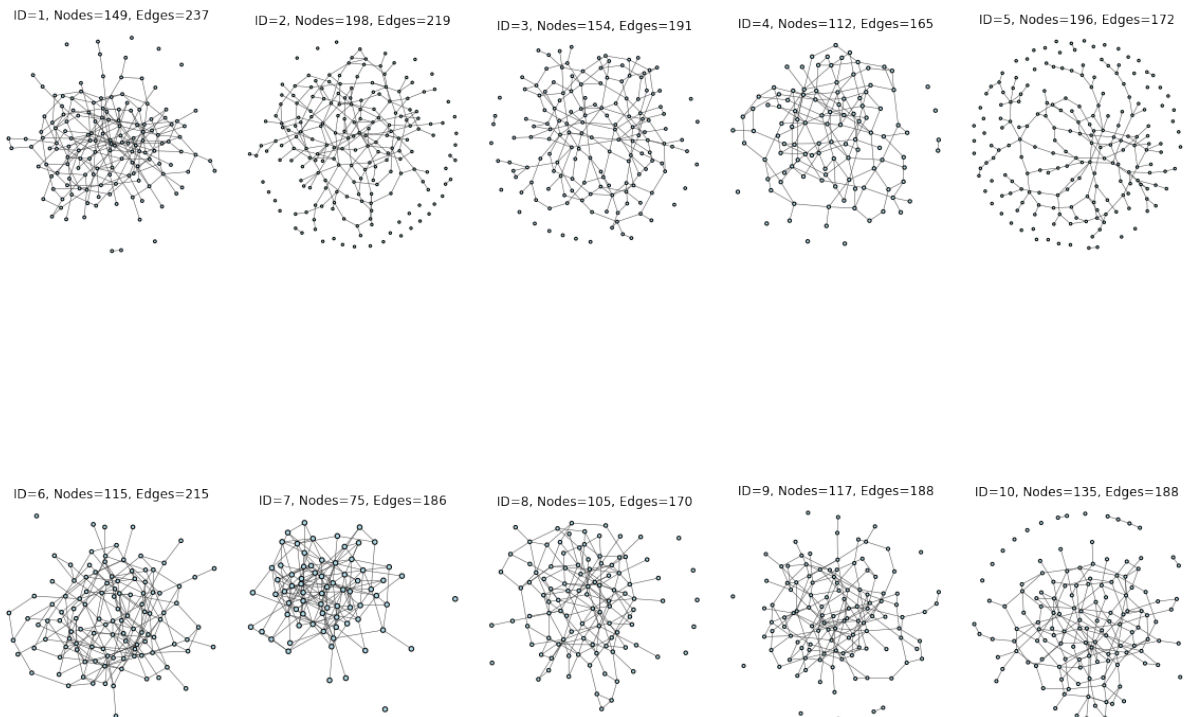 ID=1, Nodes=149, Edges=237
ID=2, Nodes=198, Edges=219
ID=3, Nodes=154, Edges=191
ID=4, Nodes=112, Edges=165
ID=5, Nodes=196, Edges=172
ID=6, Nodes=115, Edges=215
ID=7, Nodes=75, Edges=186
ID=8, Nodes=105, Edges=170
ID=9, Nodes=117, Edges=188
ID=10, Nodes=135, Edges=188